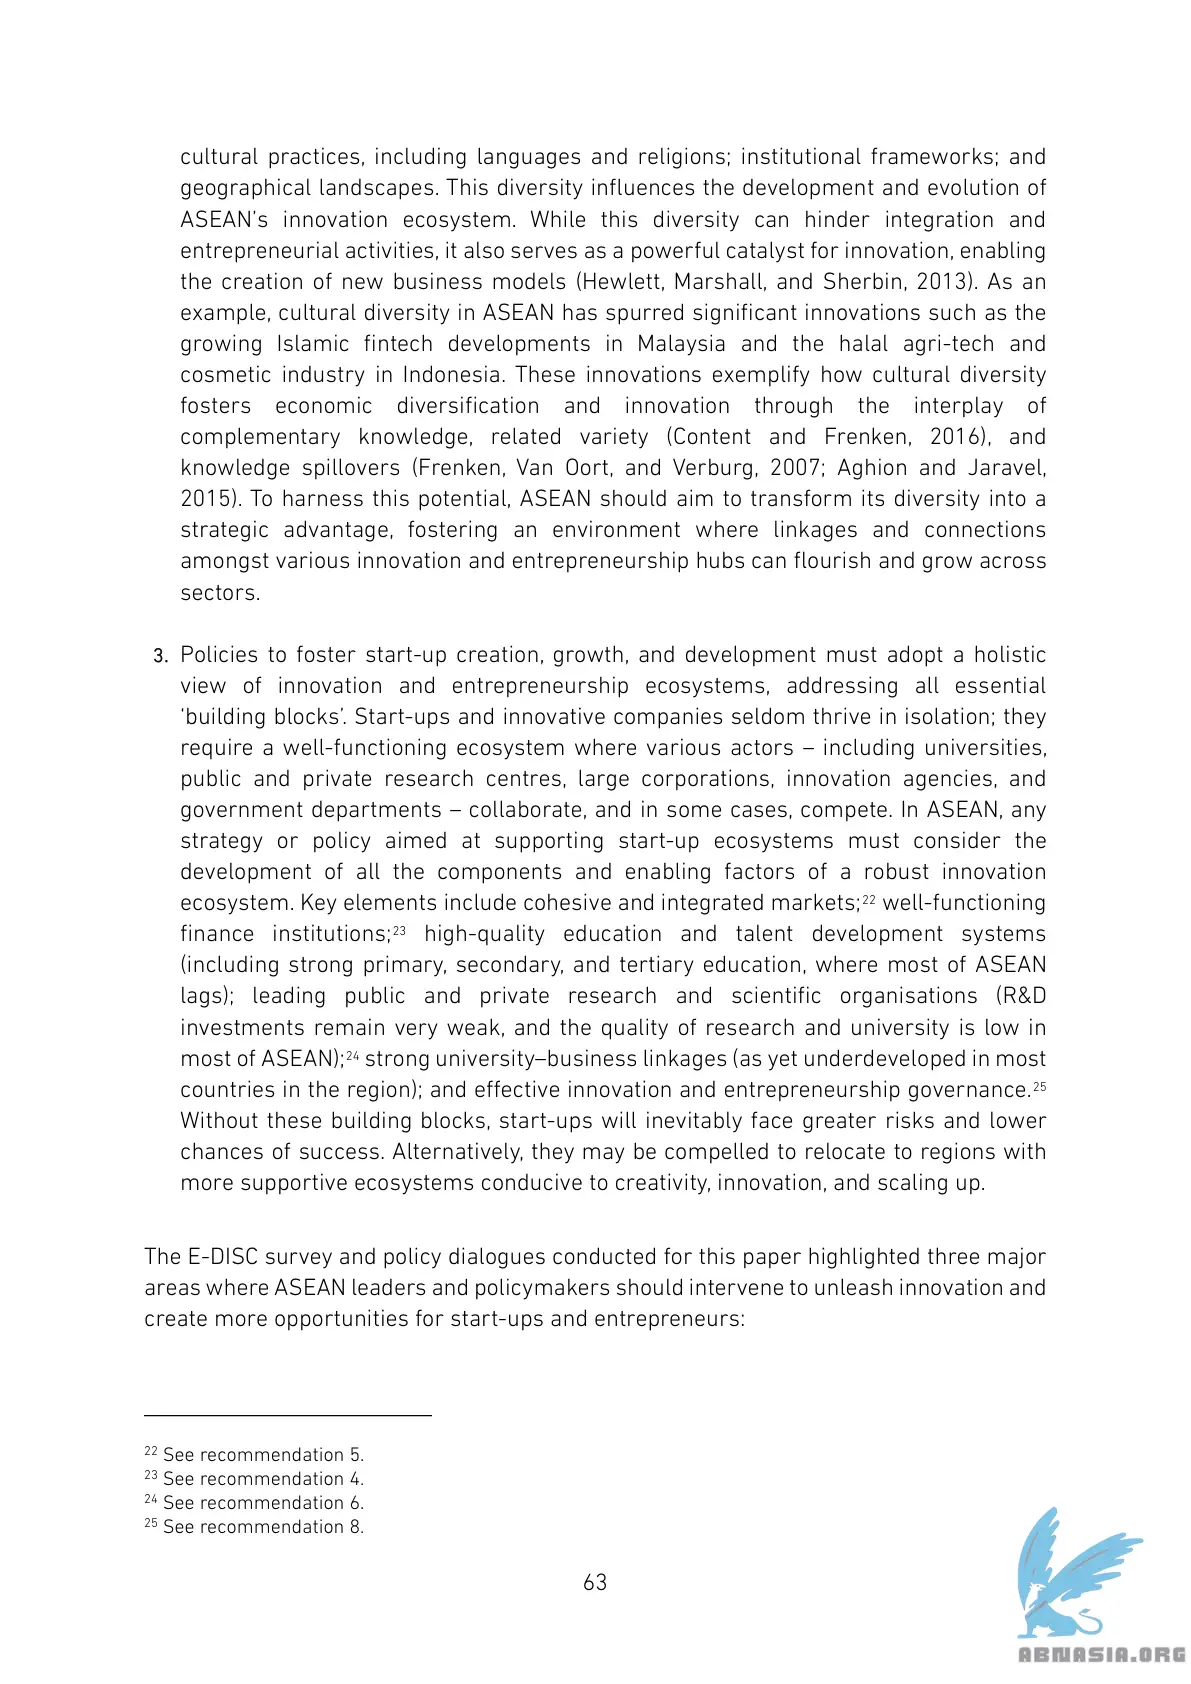 cultural practices, including languages and religions; institutional frameworks; and
geographical landscapes. This diversity influences the development and evolution of
ASEAN's innovation ecosystem. While this diversity can hinder integration and
entrepreneurial activities, it also serves as a powerful catalyst for innovation, enabling
the creation of new business models (Hewlett, Marshall, and Sherbin, 2013). As an
example, cultural diversity in ASEAN has spurred significant innovations such as the
growing Islamic fintech developments in Malaysia and the halal agri-tech and
cosmetic industry in Indonesia. These innovations exemplify how cultural diversity
fosters economic diversification and innovation through the interplay of
complementary knowledge, related variety (Content and Frenken, 2016), and
knowledge spillovers (Frenken, Van Oort, and Verburg, 2007; Aghion and Jaravel,
2015). To harness this potential, ASEAN should aim to transform its diversity into a
strategic advantage, fostering an environment where linkages and connections
amongst various innovation and entrepreneurship hubs can flourish and grow across
sectors.
3. Policies to foster start-up creation, growth, and development must adopt a holistic
view of innovation and entrepreneurship ecosystems, addressing all essential
‘building blocks’. Start-ups and innovative companies seldom thrive in isolation; they
require a well-functioning ecosystem where various actors – including universities,
public and private research centres, large corporations, innovation agencies, and
government departments – collaborate, and in some cases, compete. In ASEAN, any
strategy or policy aimed at supporting start-up ecosystems must consider the
development of all the components and enabling factors of a robust innovation
ecosystem. Key elements include cohesive and integrated markets;22 well-functioning
finance institutions;23 high-quality education and talent development systems
(including strong primary, secondary, and tertiary education, where most of ASEAN
lags); leading public and private research and scientific organisations (R&D
investments remain very weak, and the quality of research and university is low in
most of ASEAN);24 strong university–business linkages (as yet underdeveloped in most
countries in the region); and effective innovation and entrepreneurship governance.25
Without these building blocks, start-ups will inevitably face greater risks and lower
chances of success. Alternatively, they may be compelled to relocate to regions with
more supportive ecosystems conducive to creativity, innovation, and scaling up.
The E-DISC survey and policy dialogues conducted for this paper highlighted three major
areas where ASEAN leaders and policymakers should intervene to unleash innovation and
create more opportunities for start-ups and entrepreneurs:
22 See recommendation 5.
23 See recommendation 4.
24 See recommendation 6.
25 See recommendation 8.
63
ABNASIA.ORG